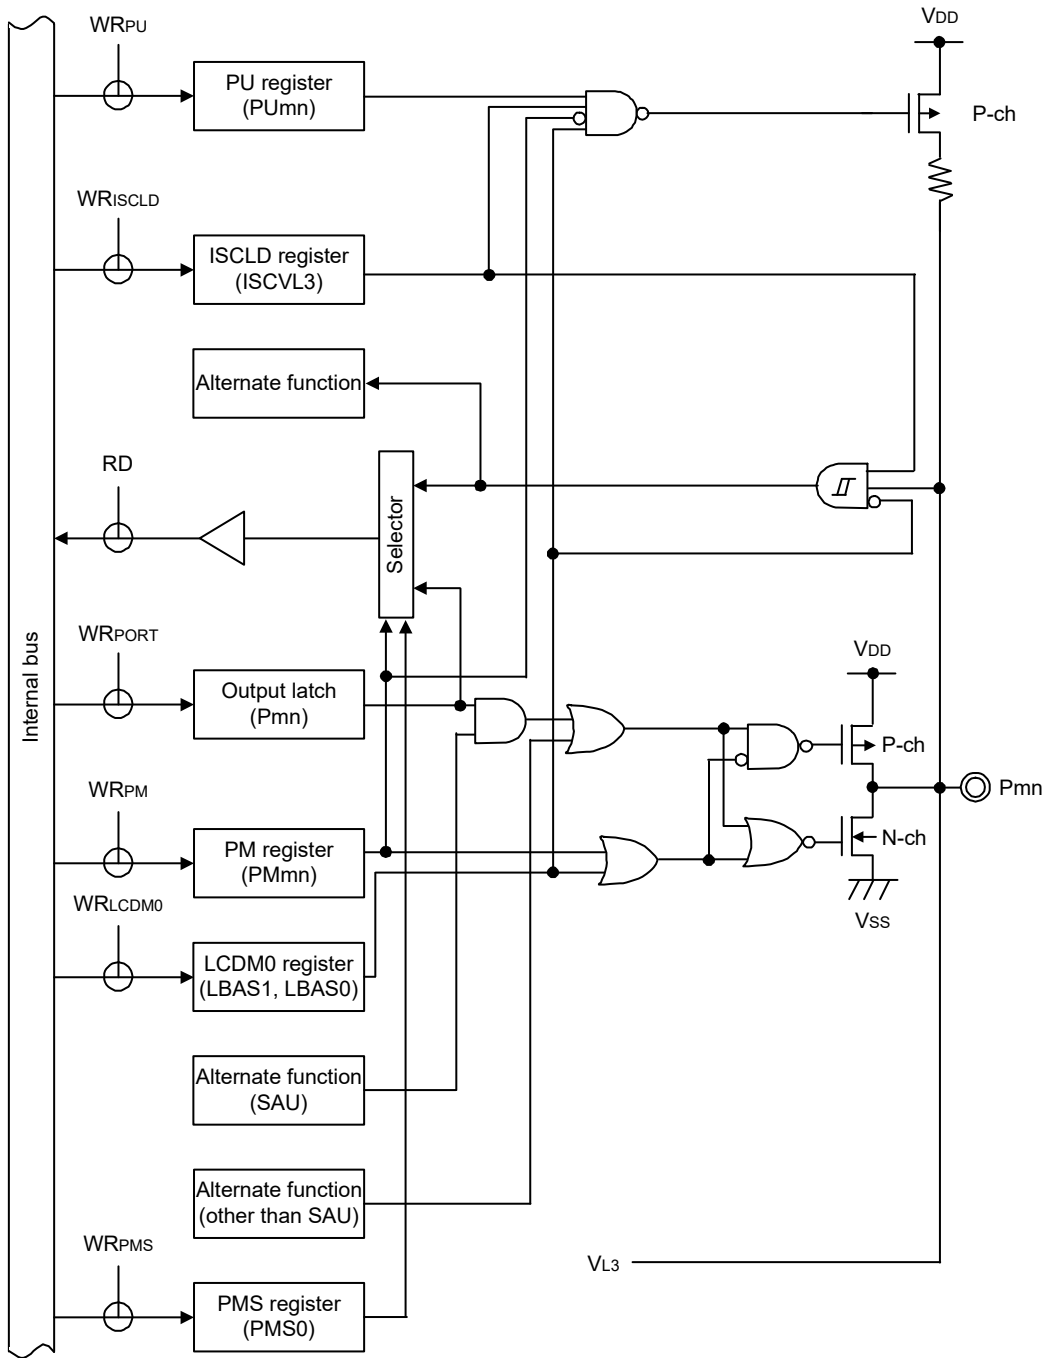 WRPU
VDD
PU register
(PUmn)
P-ch
WRISCLD
ISCLD register
(ISCVL3)
Alternate function
RD
Selector
Internal bus
WRPORT
VDD
Output latch
(Pmn)
P-ch
Pmn
WRPM
PM register
(PMmn)
N-ch
WRLCDM0
VSS
LCDM0 register
(LBAS1, LBAS0)
Alternate function
(SAU)
Alternate function
(other than SAU)
WRPMS
VL3
PMS register
(PMS0)